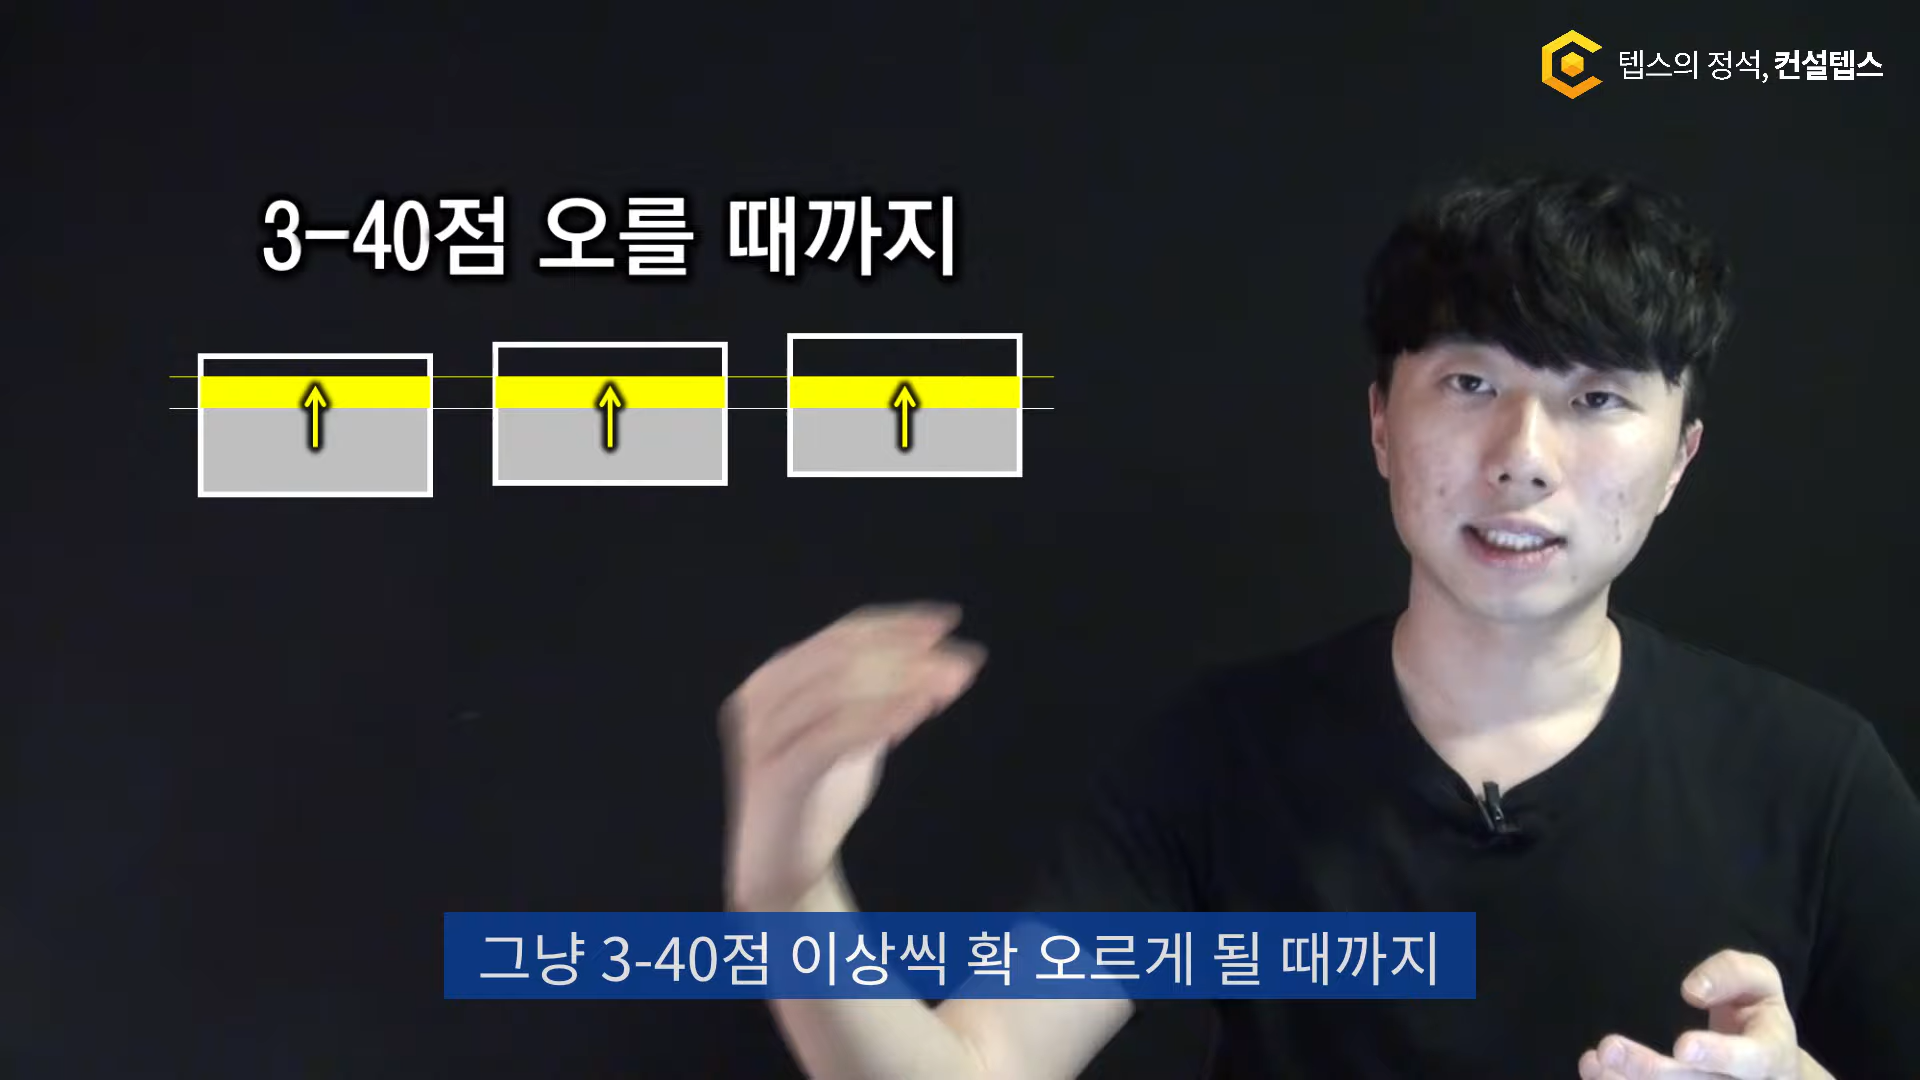 텝스의 정석, 컨설텝스
3-40점 오를 때까지
그냥 3-40점 이상씩 확 오르게 될 때까지